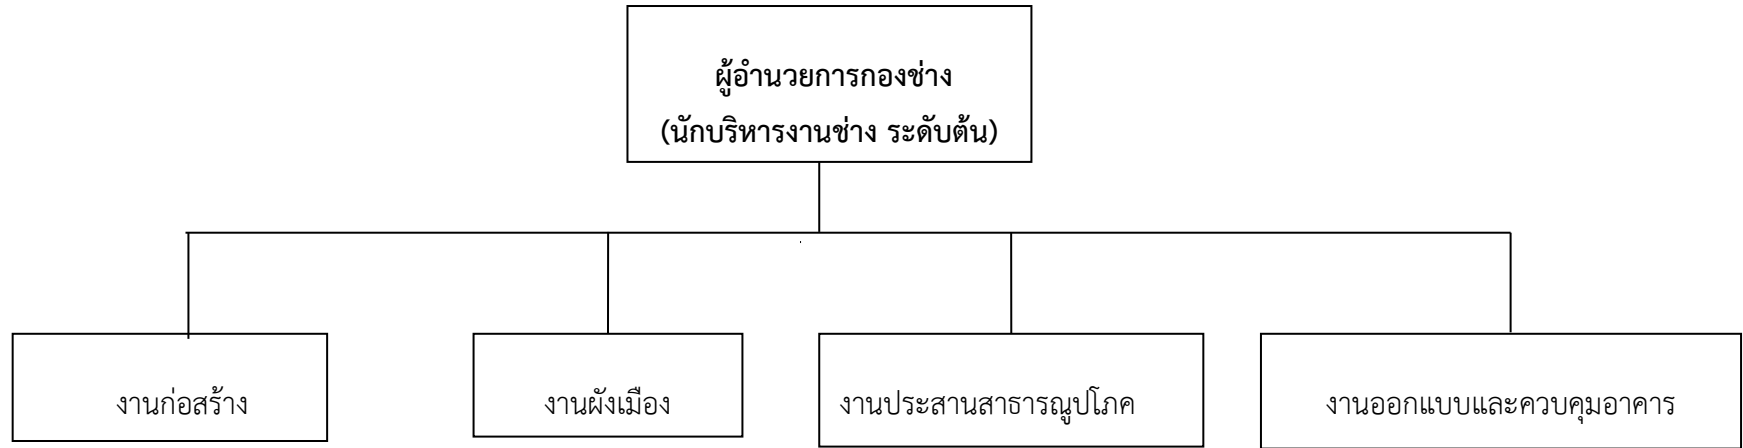 ผู้อำนวยการกองช่าง
(นักบริหารงานช่าง ระดับต้น)
งานก่อสร้าง
งานผังเมือง
งานประสานสาธารณูปโภค
งานออกแบบและควบคุมอาคาร